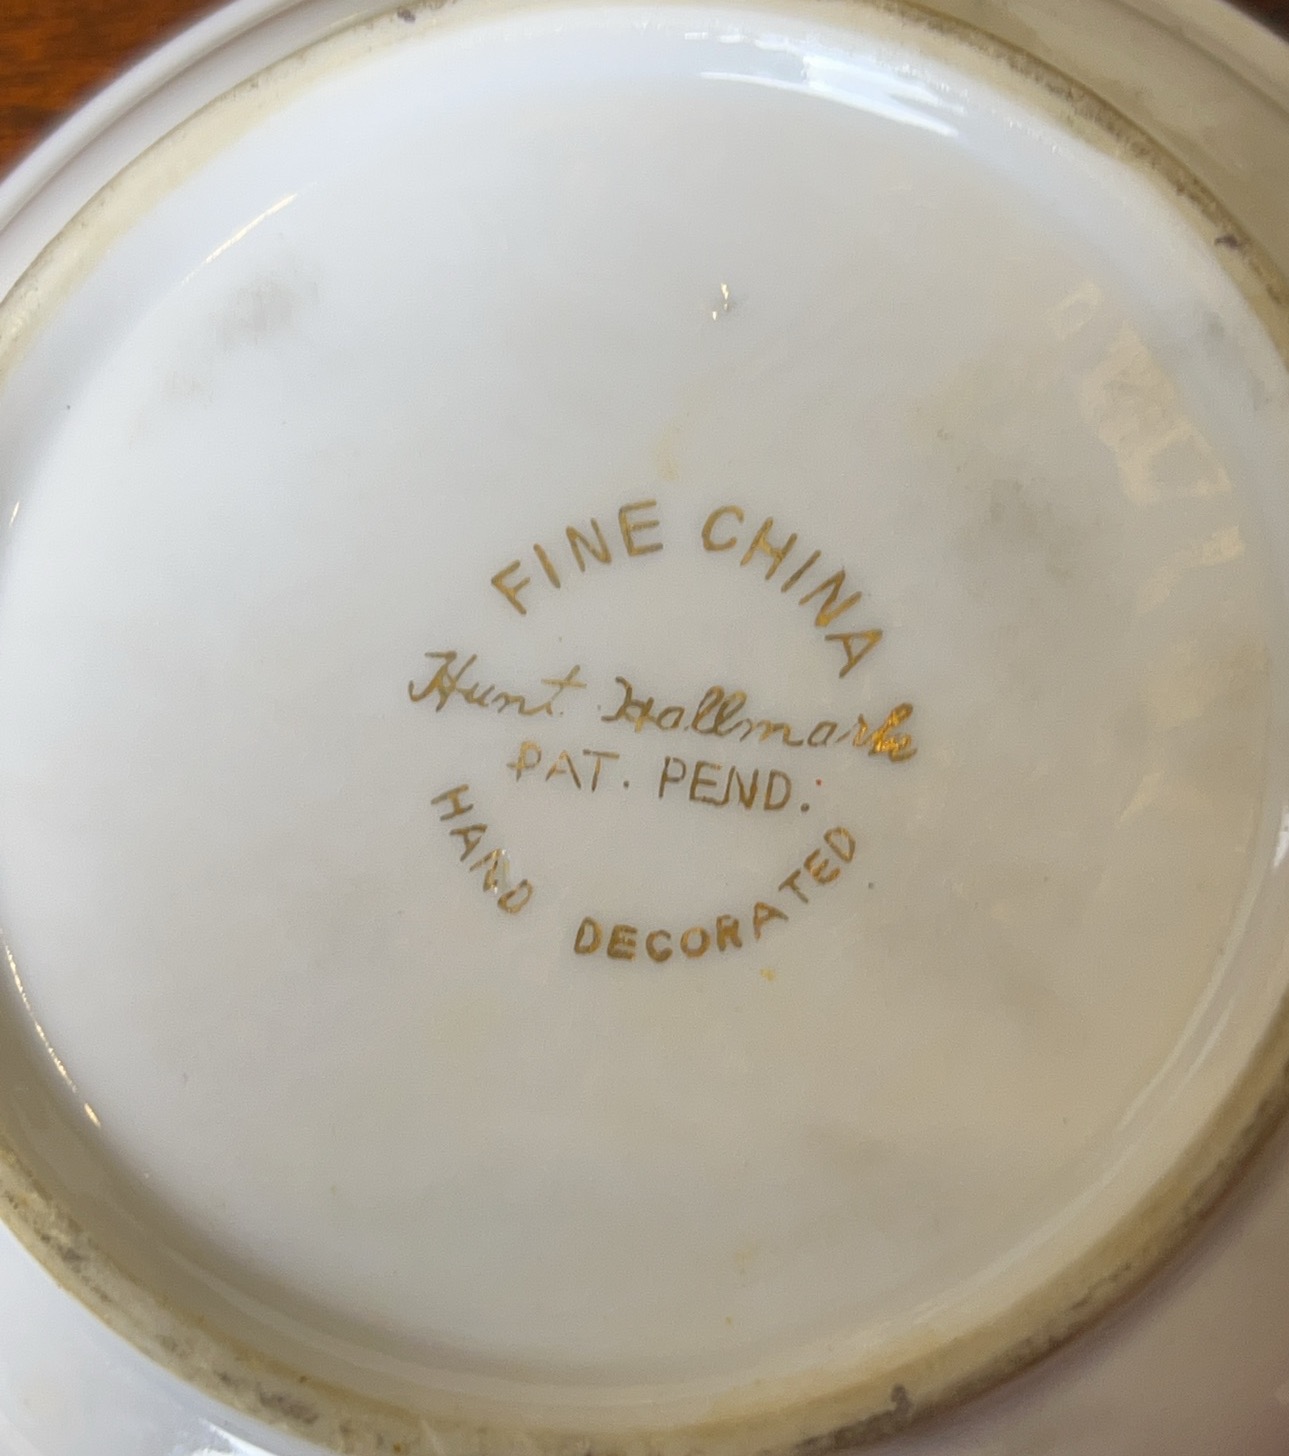 FINE CHINA
Hunt Hallmark
PAT. PEND.
HAND DECORATED